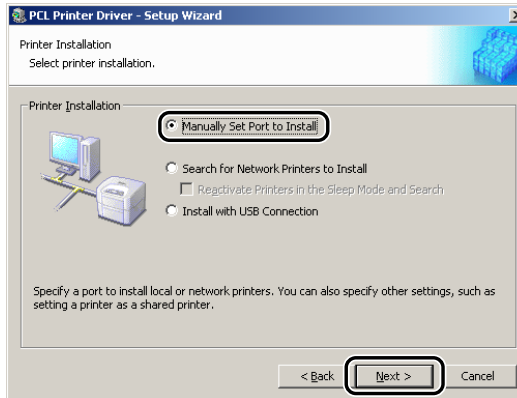 PCL Printer Driver - Setup Wizard
Printer Installation
Select printer installation.
Printer Installation
Manually Set Port to Install
Search for Network Printers to Install
Regctivate Printers in the Sleep Mode and Search
Install with USB Connection
Specify a port to install local or network printers. You can also specify other settings, such as
setting a printer as a shared printer.
< Back
Next >
Cancel